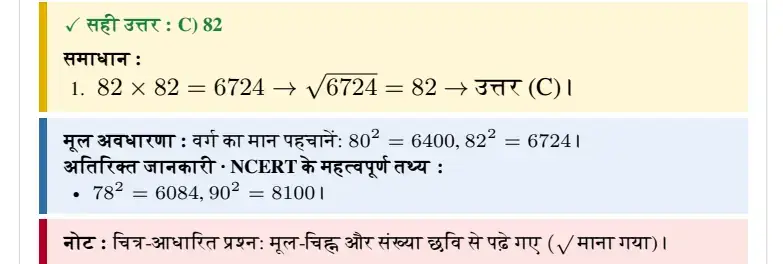 ✓ सही उत्तर : C) 82
समाधान :
1. 82 × 82 = 6724 → √6724 = 82 → उत्तर (C)।
मूल अवधारणा : वर्ग का मान पहचानें: 80² = 6400, 82² = 6724।
अतिरिक्त जानकारी · NCERT के महत्वपूर्ण तथ्य :
• 78² = 6084, 90² = 8100।
नोट : चित्र-आधारित प्रश्न: मूल-चिह्न और संख्या छवि से पढ़े गए (√ माना गया)।